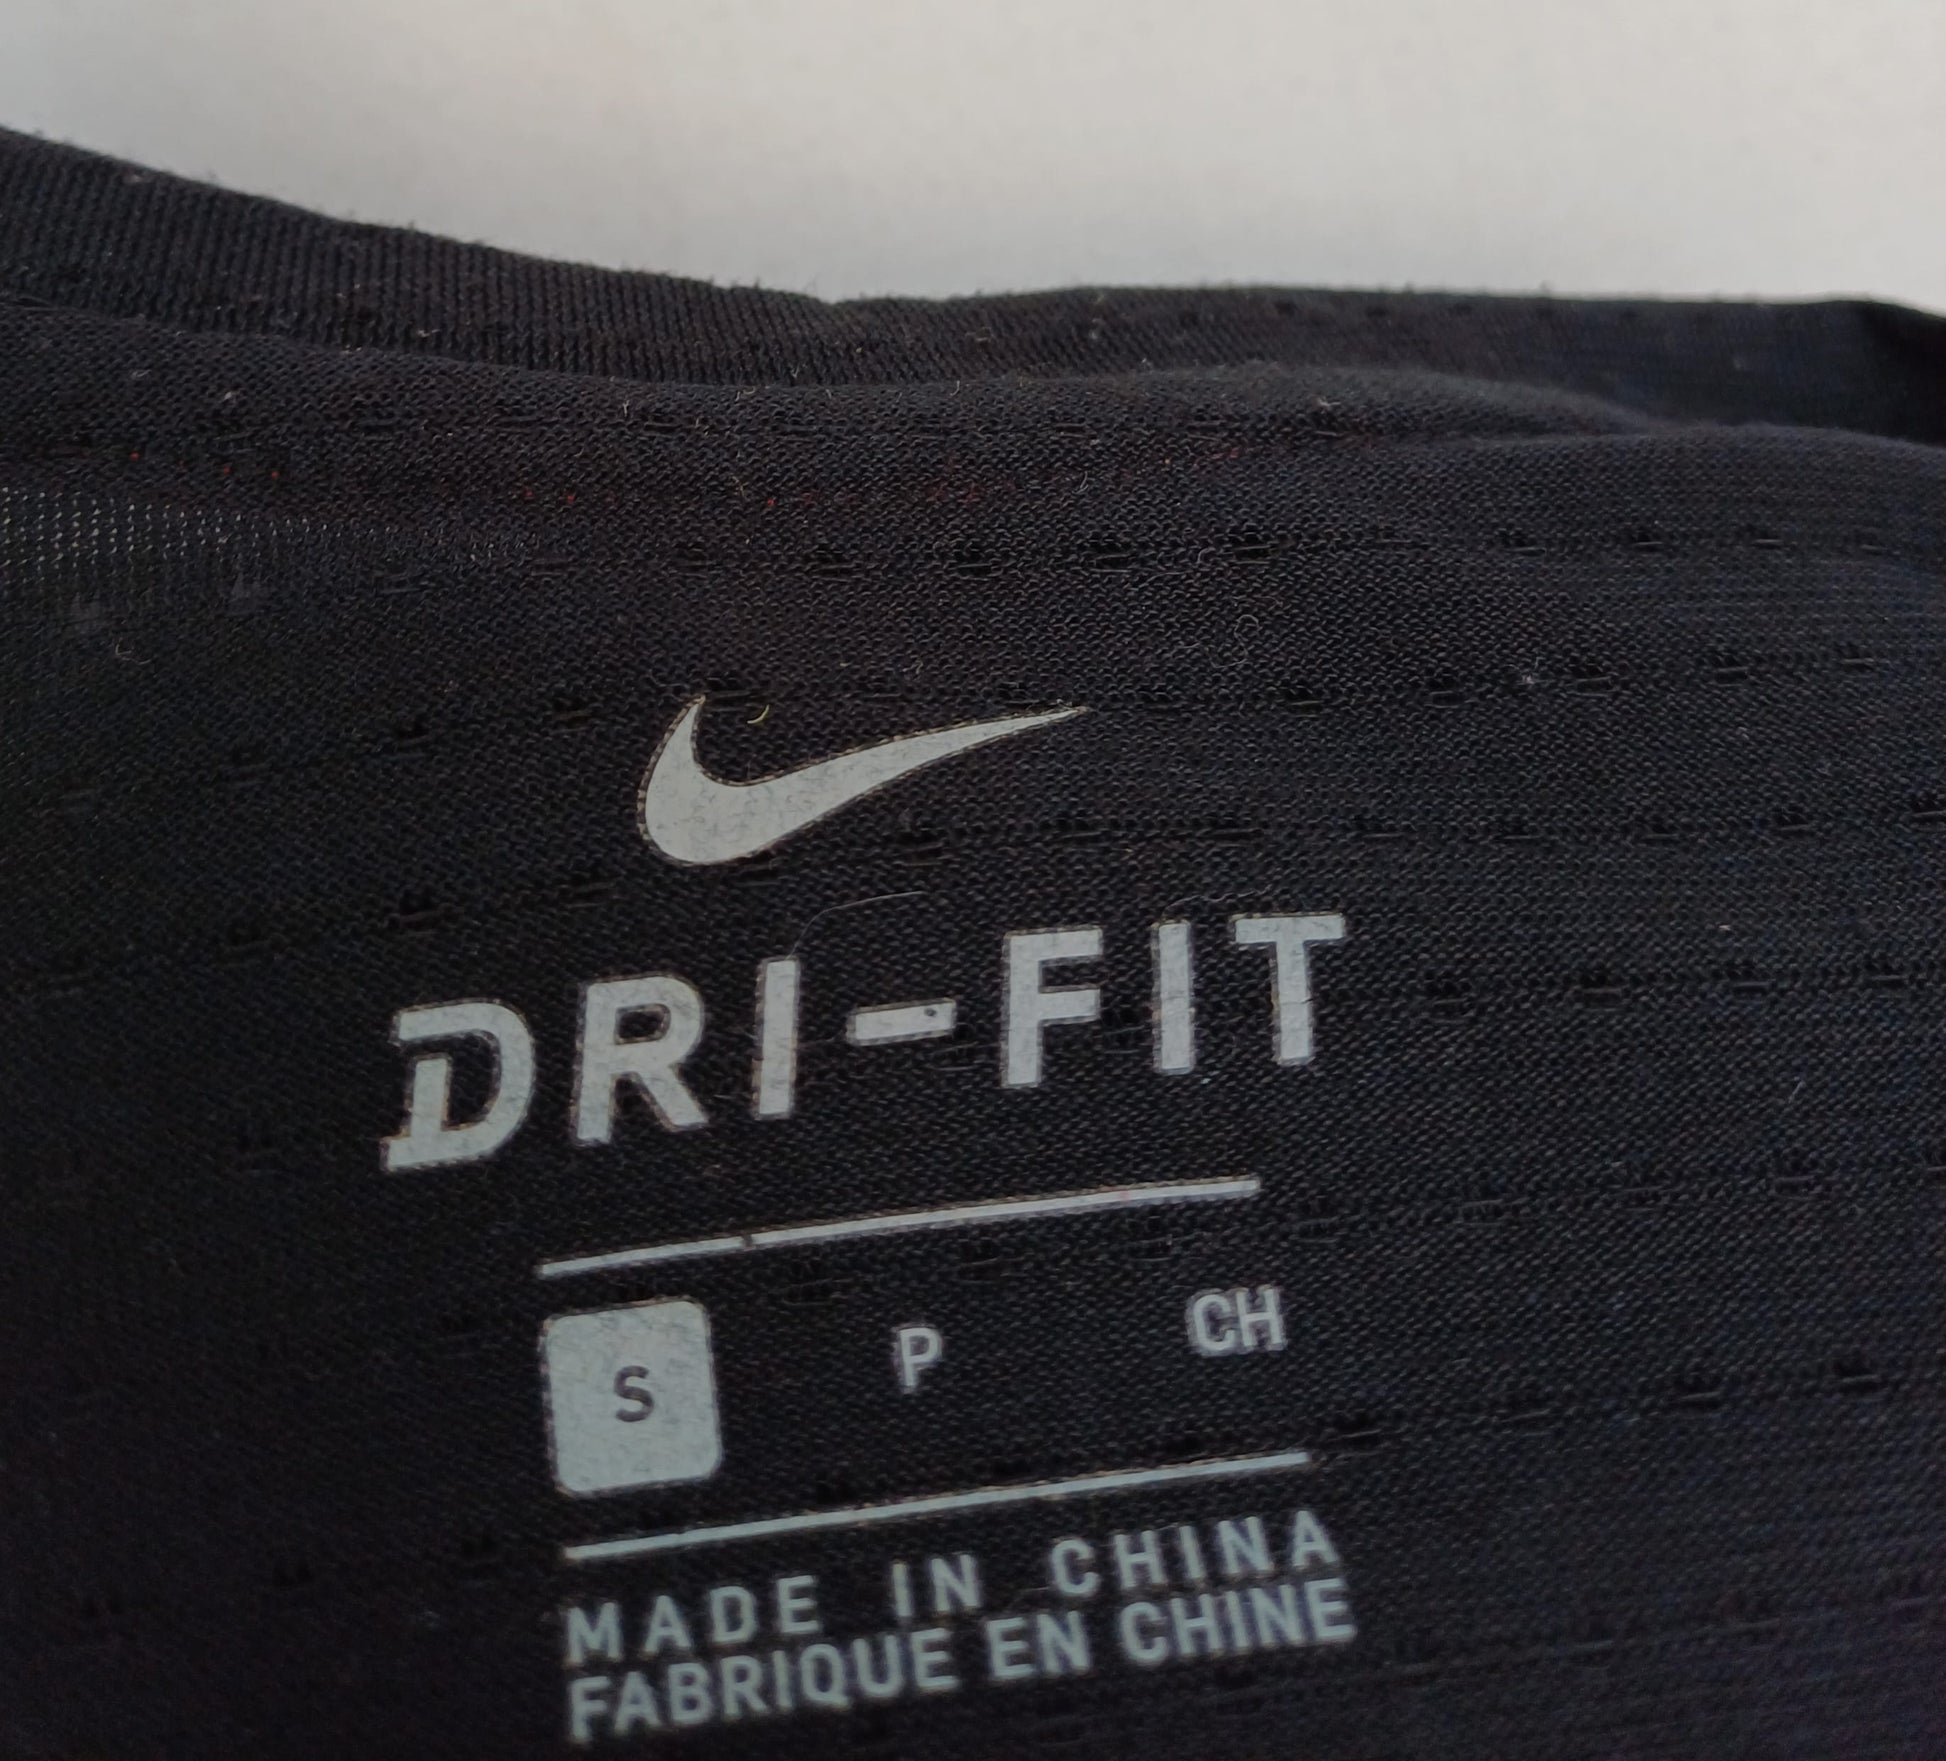 DRI-FIT
S P CH
MADE IN CHINA
FABRIQUE EN CHINE